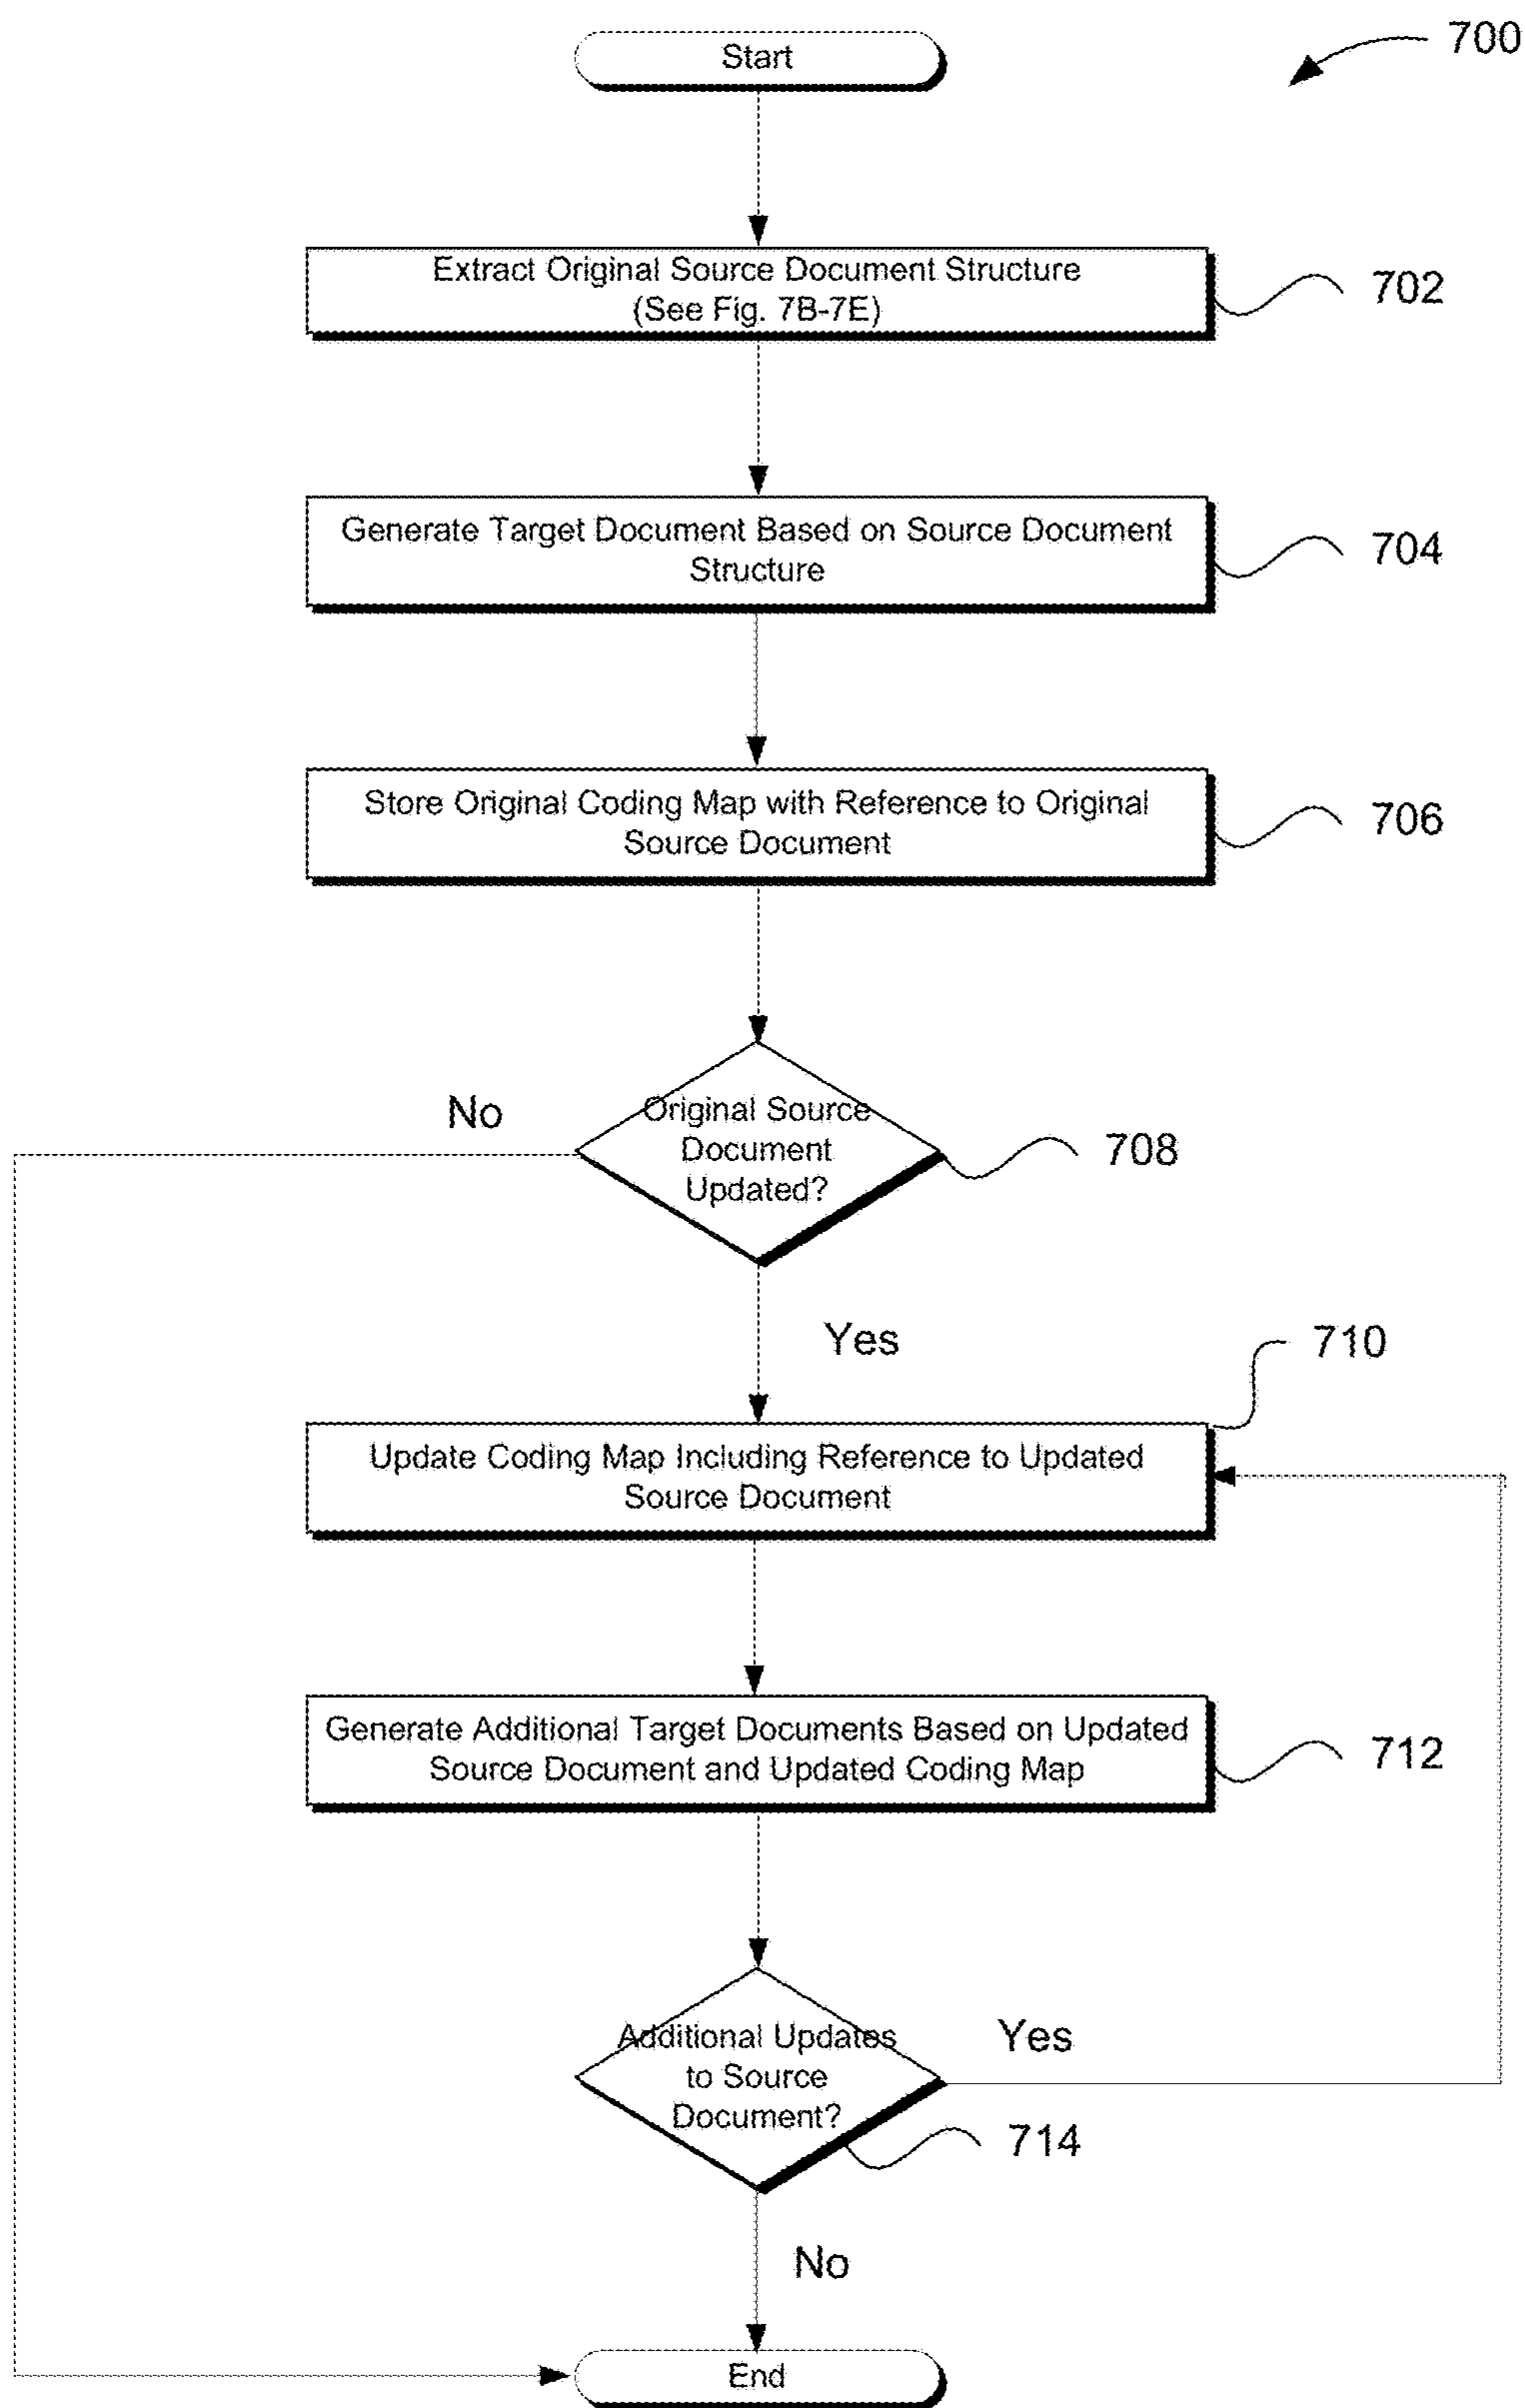 Start
700
Extract Original Source Document Structure
(See Fig. 7B-7E)
702
Generate Target Document Based on Source Document
Structure
704
Store Original Coding Map with Reference to Original
Source Document
706
No
Original Source
Document
Updated?
708
Yes
710
Update Coding Map Including Reference to Updated
Source Document
Generate Additional Target Documents Based on Updated
Source Document and Updated Coding Map
712
Additional Updates
to Source
Document?
Yes
714
No
End